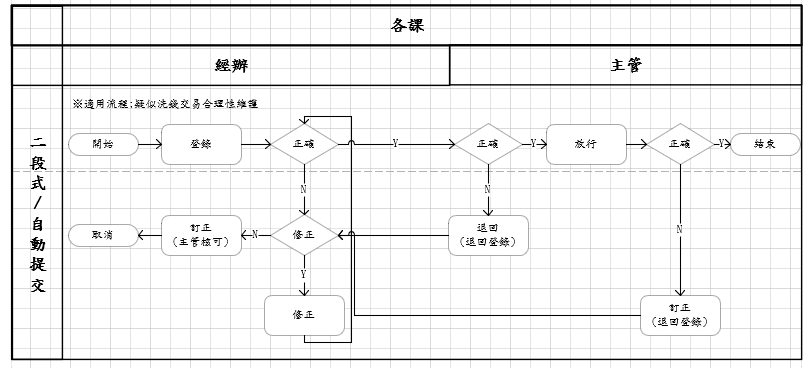 各課
經辦
主管
二段式/自動提交
※適用流程:疑似洗錢交易合理性維護
開始
登錄
正確
Y
正確
Y
放行
正確
Y
結束
N
N
N
取消
訂正
(主管核可)
N
修正
退回
(退回登錄)
Y
修正
訂正
(退回登錄)